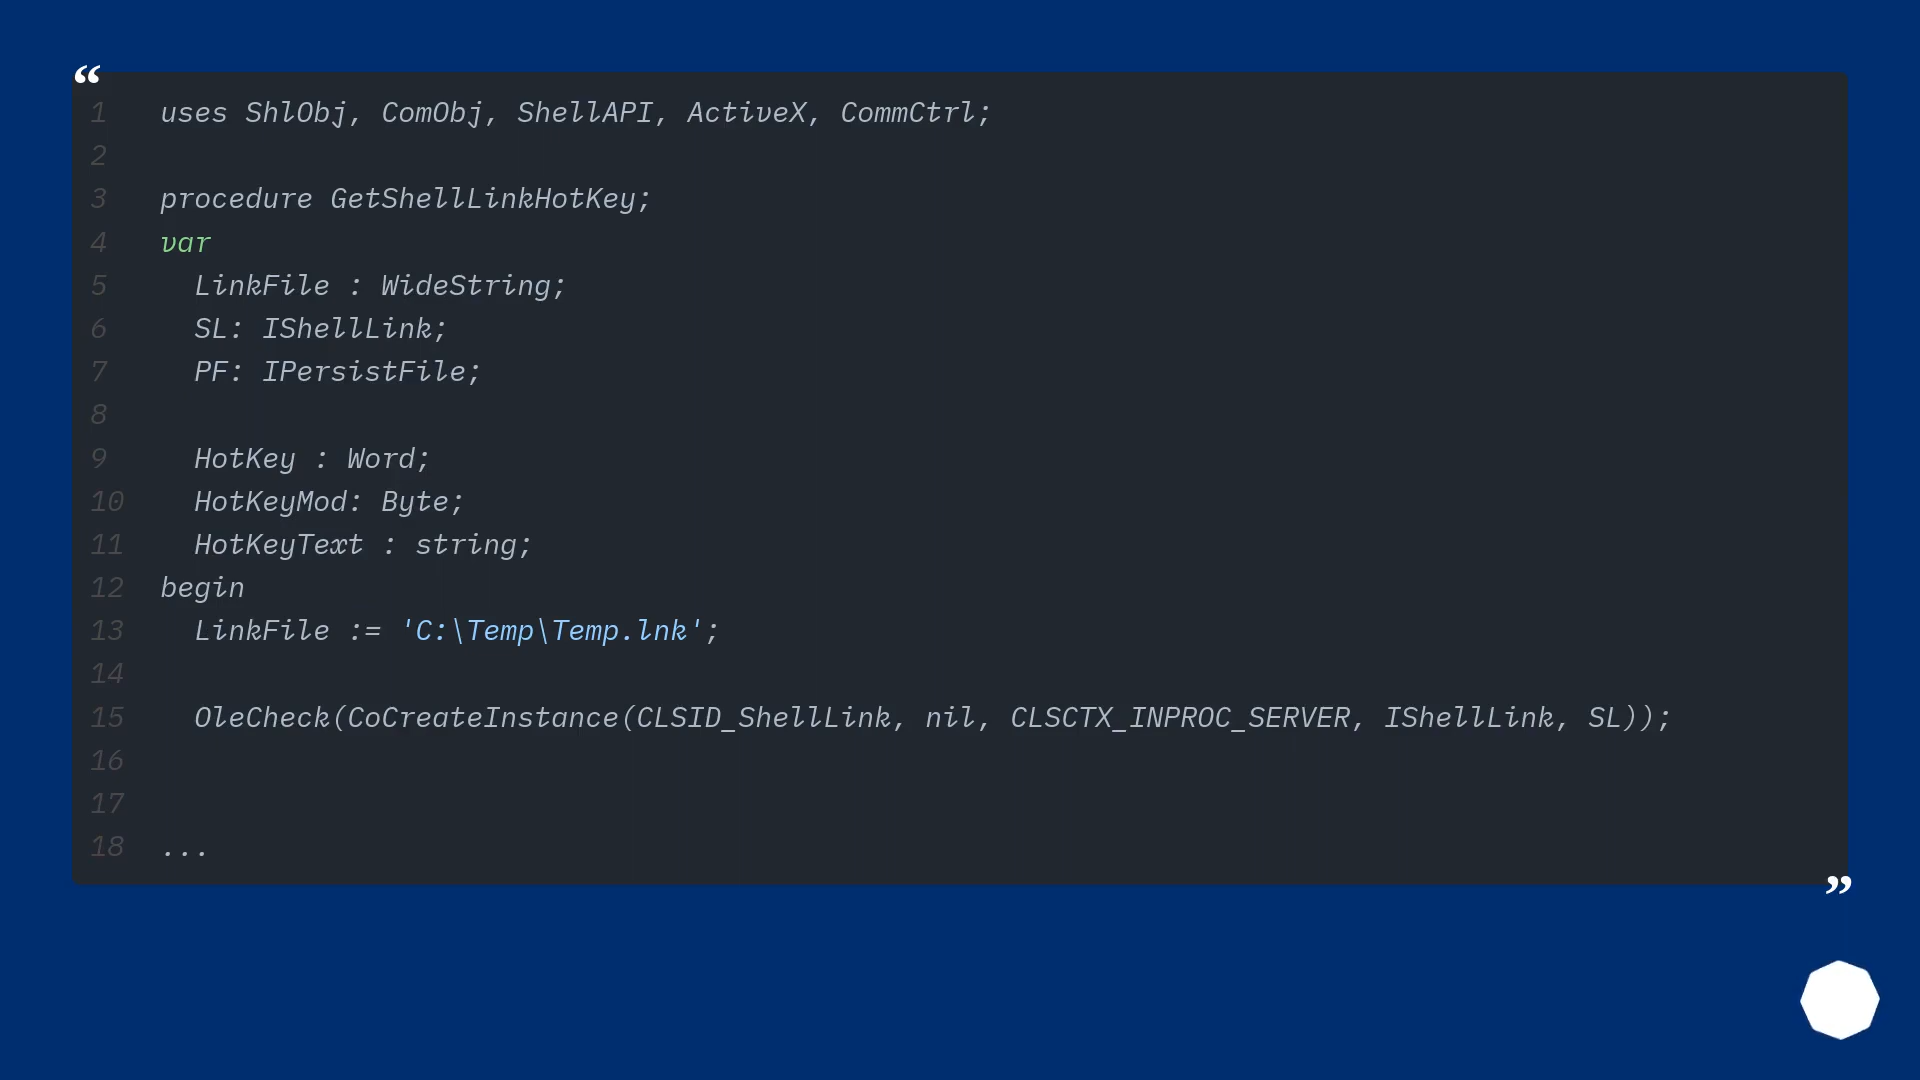 “
1 uses ShlObj, ComObj, ShellAPI, ActiveX, CommCtrl;
2
3 procedure GetShellLinkHotKey;
4 var
5   LinkFile : WideString;
6   SL: IShellLink;
7   PF: IPersistFile;
8
9   HotKey : Word;
10   HotKeyMod: Byte;
11   HotKeyText : string;
12 begin
13   LinkFile := 'C:\Temp\Temp.lnk';
14
15   OleCheck(CoCreateInstance(CLSID_ShellLink, nil, CLSCTX_INPROC_SERVER, IShellLink, SL));
16
17
18 ...
”